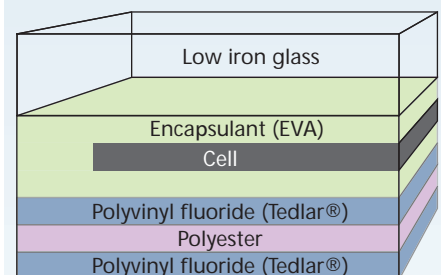 Low iron glass
Encapsulant (EVA)
Cell
Polyvinyl fluoride (Tedlar®)
Polyester
Polyvinyl fluoride (Tedlar®)